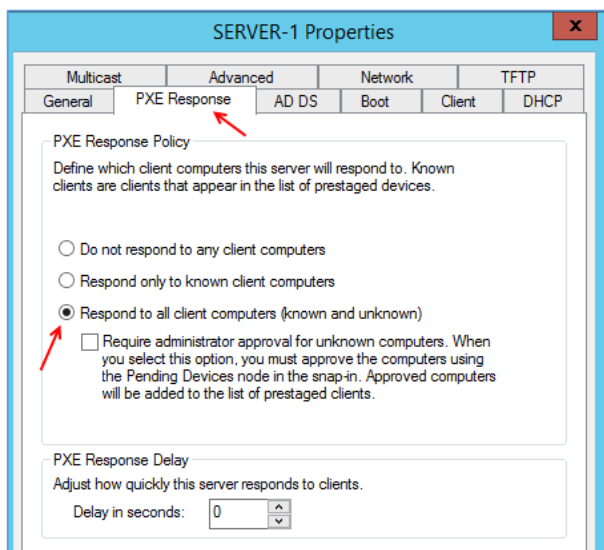 SERVER-1 Properties
x
Multicast Advanced Network TFTP
General PXE Response AD DS Boot Client DHCP
PXE Response Policy
Define which client computers this server will respond to. Known
clients are clients that appear in the list of prestaged devices.
Do not respond to any client computers
Respond only to known client computers
Respond to all client computers (known and unknown)
Require administrator approval for unknown computers. When
you select this option, you must approve the computers using
the Pending Devices node in the snap-in. Approved computers
will be added to the list of prestaged clients.
PXE Response Delay
Adjust how quickly this server responds to clients.
Delay in seconds: 0